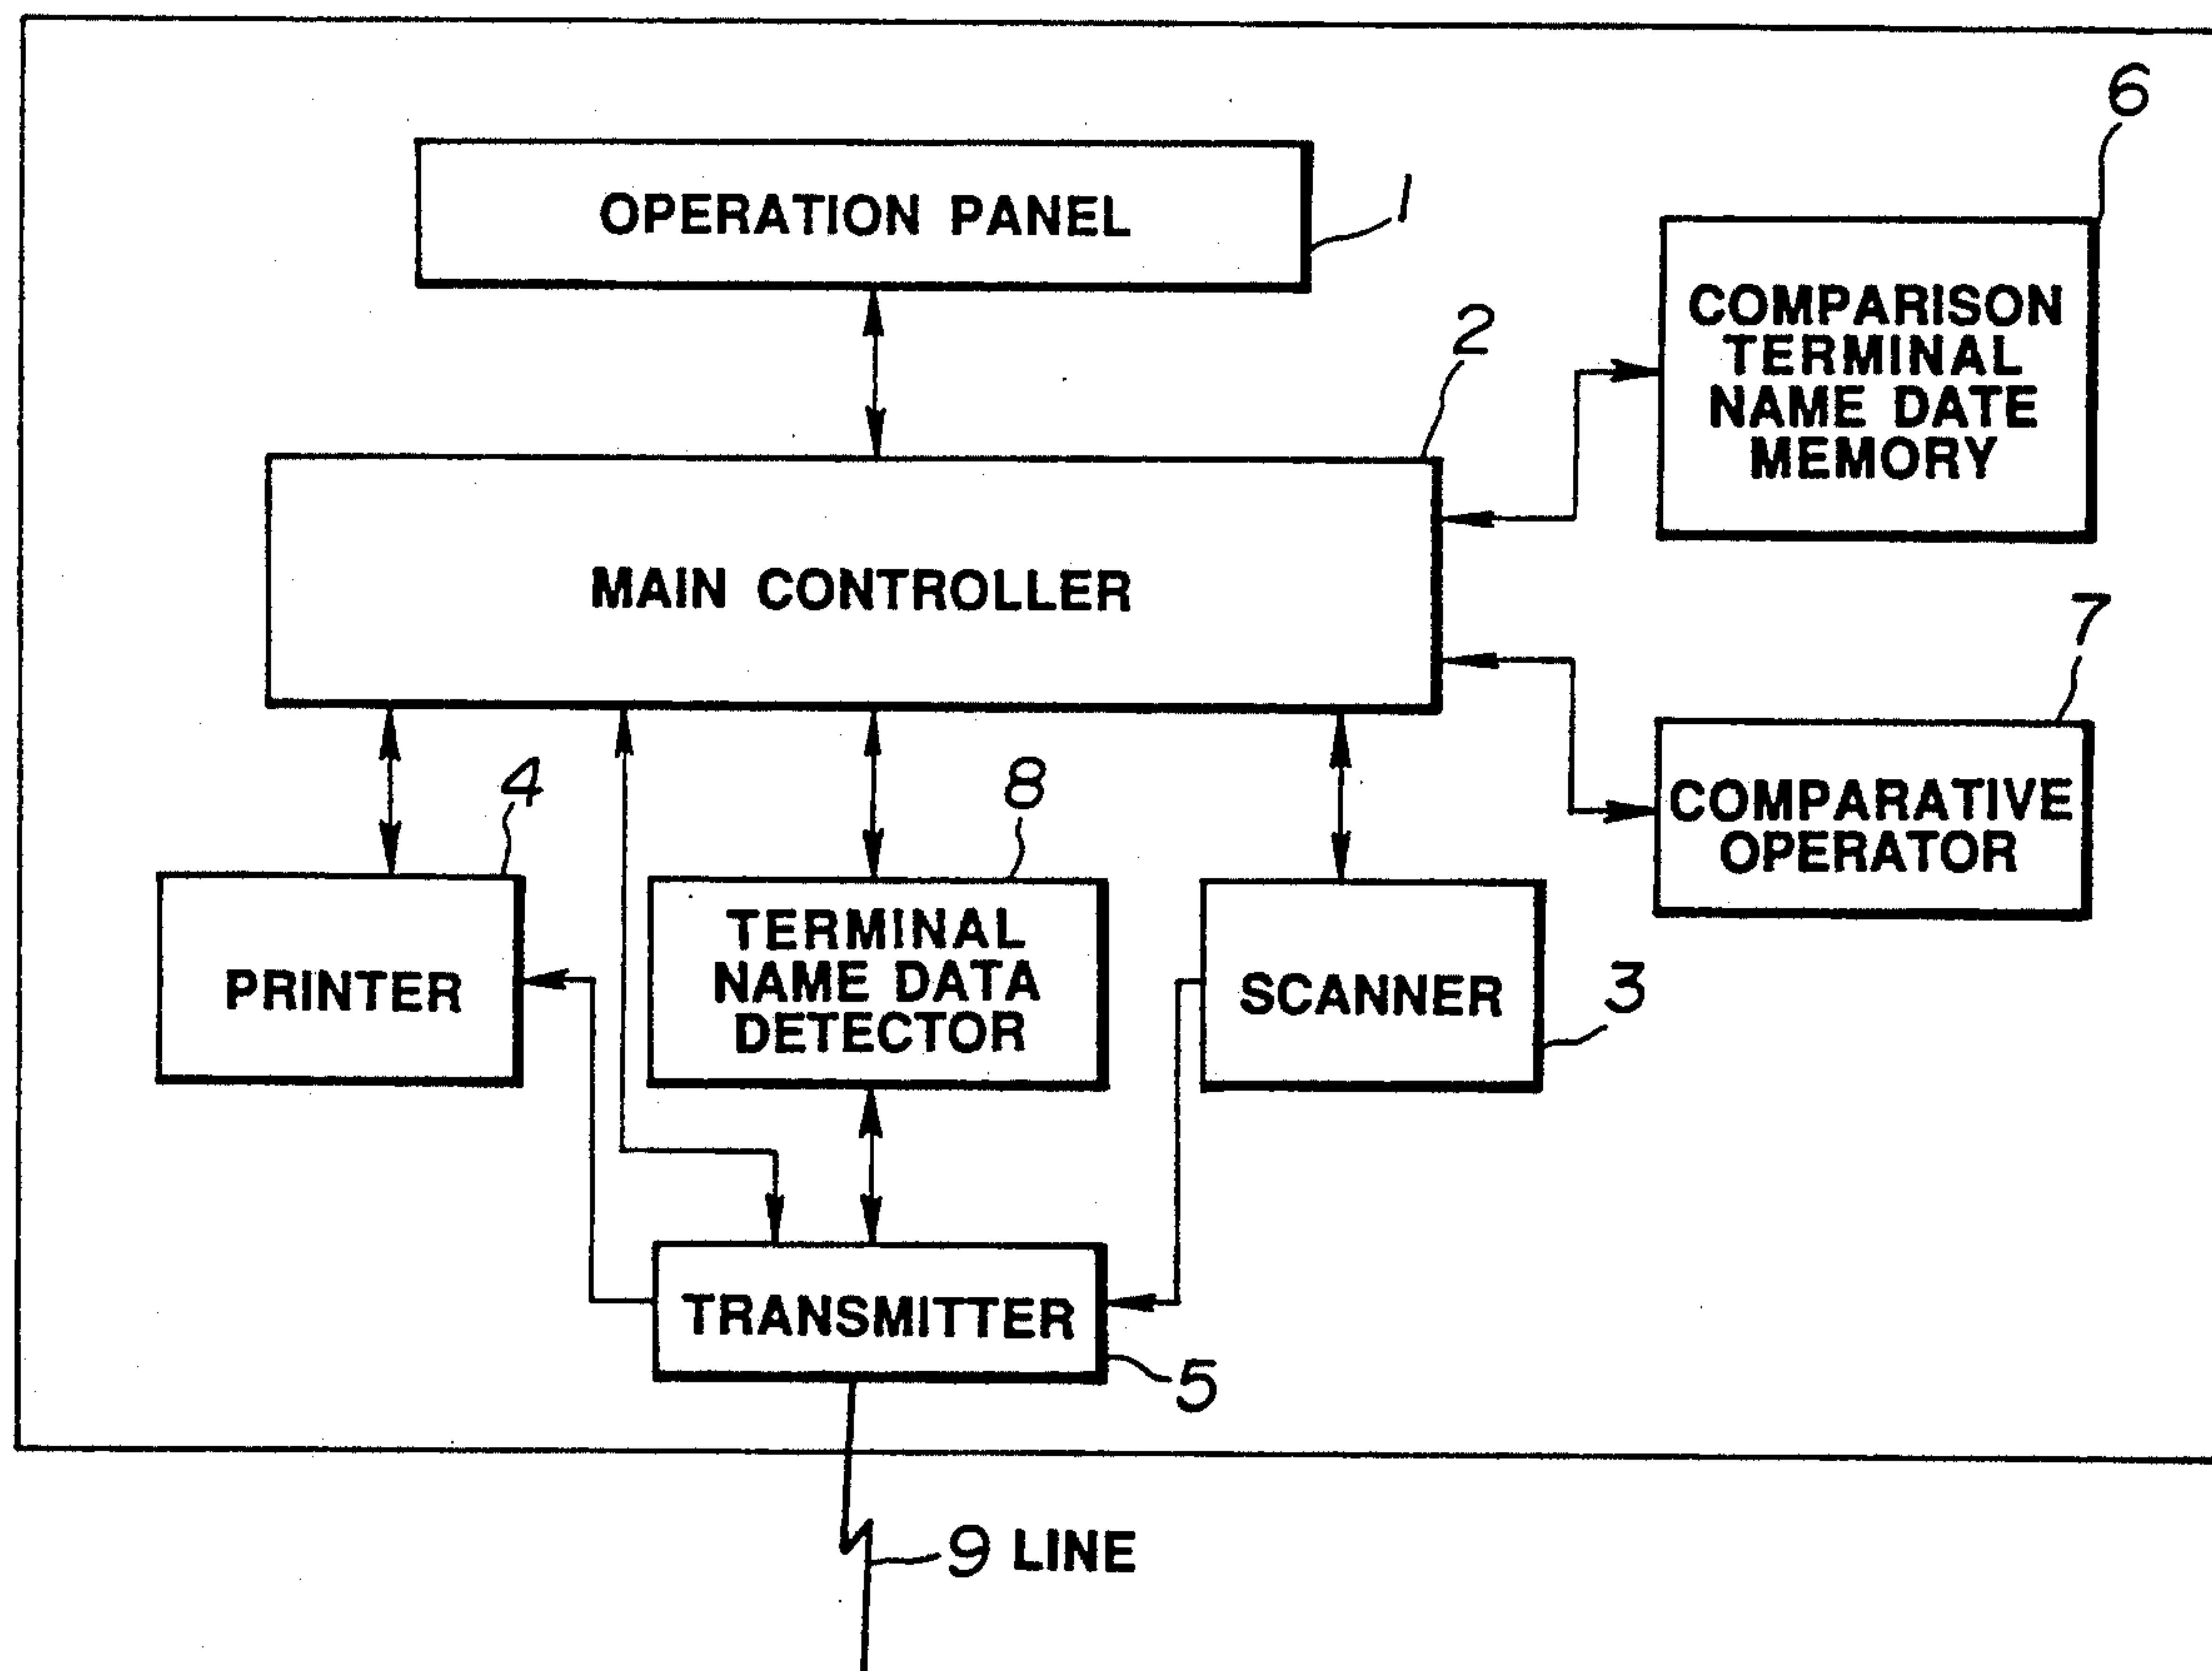 6
OPERATION PANEL
1
2
COMPARISON
TERMINAL
NAME DATE
MEMORY
MAIN CONTROLLER
7
COMPARATIVE
OPERATOR
4
8
PRINTER
TERMINAL
NAME DATA
DETECTOR
SCANNER
3
TRANSMITTER
5
9 LINE